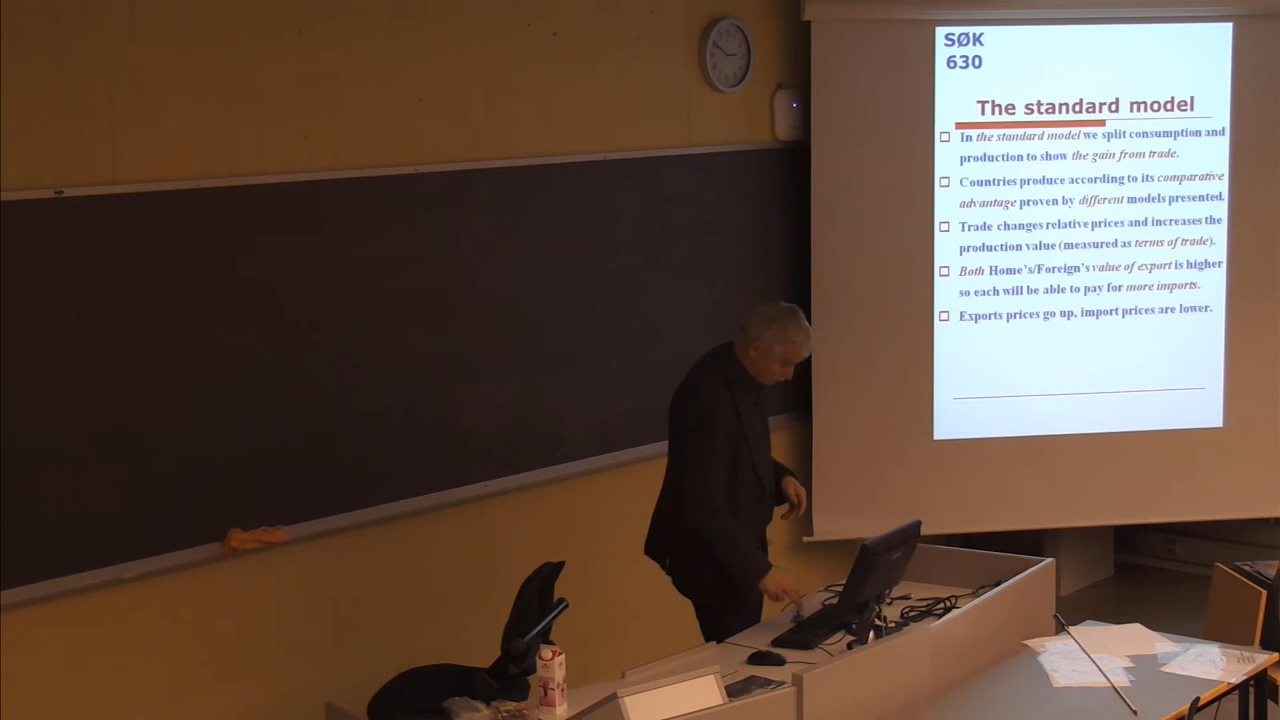 SØK
630
The standard model
In the standard model we split consumption and
production to show the gain from trade.
Countries produce according to its comparative
advantage proven by different models presented.
Trade changes relative prices and increases the
production value (measured as terms of trade).
Both Home's/Foreign's value of export is higher
so each will be able to pay for more imports.
Exports prices go up, import prices are lower.